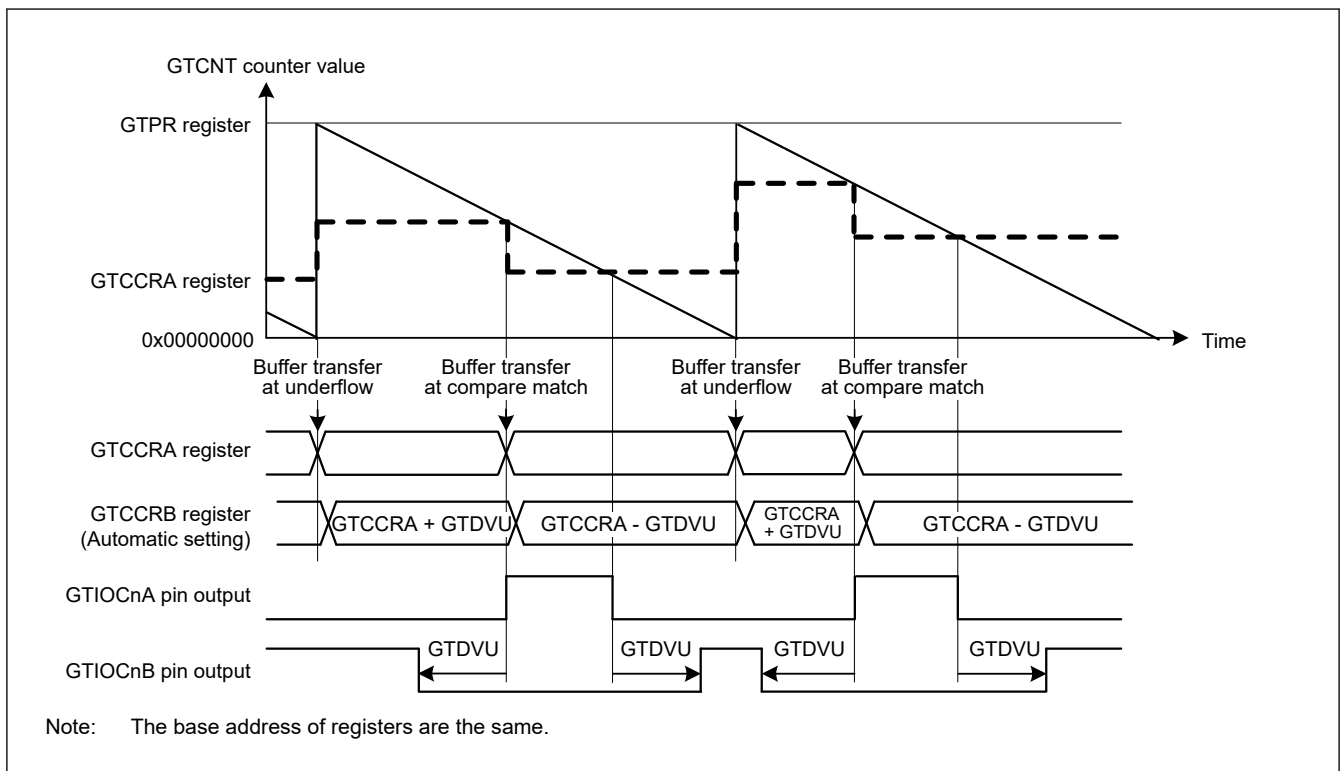 GTCNT counter value
GTPR register
GTCCRA register
0x00000000
Time
Buffer transfer
at underflow
Buffer transfer
at compare match
Buffer transfer
at underflow
Buffer transfer
at compare match
GTCCRA register
GTCCRB register
(Automatic setting)
GTCCRA + GTDVU
GTCCRA - GTDVU
GTCCRA
+ GTDVU
GTCCRA - GTDVU
GTIOCnA pin output
GTIOCnB pin output
GTDVU
GTDVU
GTDVU
GTDVU
Note: The base address of registers are the same.